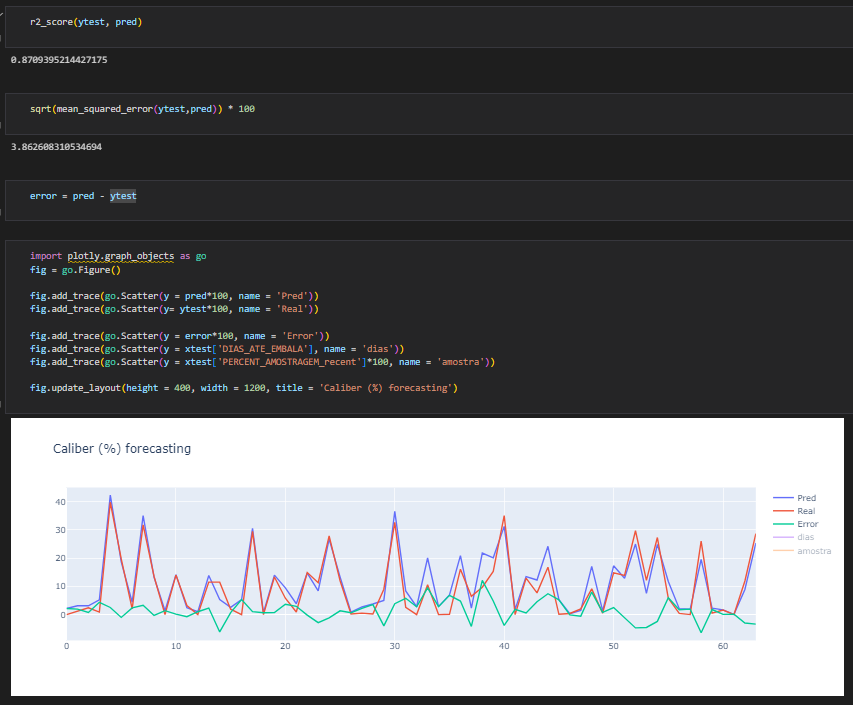 r2_score(ytest, pred)
0.8709395214427175
sqrt(mean_squared_error(ytest,pred)) * 100
3.862608310534694
error = pred - ytest
import plotly.graph_objects as go
fig = go.Figure()
fig.add_trace(go.Scatter(y = pred*100, name = 'Pred'))
fig.add_trace(go.Scatter(y= ytest*100, name = 'Real'))
fig.add_trace(go.Scatter(y = error*100, name = 'Error'))
fig.add_trace(go.Scatter(y = xtest['DIAS_ATE_EMBALA'], name = 'dias'))
fig.add_trace(go.Scatter(y = xtest['PERCENT_AMOSTRAGEM_recent']*100, name = 'amostra'))
fig.update_layout(height = 400, width = 1200, title = 'Caliber (%) forecasting')
Caliber (%) forecasting
40
30
20
10
0
0 10 20 30 40 50 60
Pred
Real
Error
dias
amostra